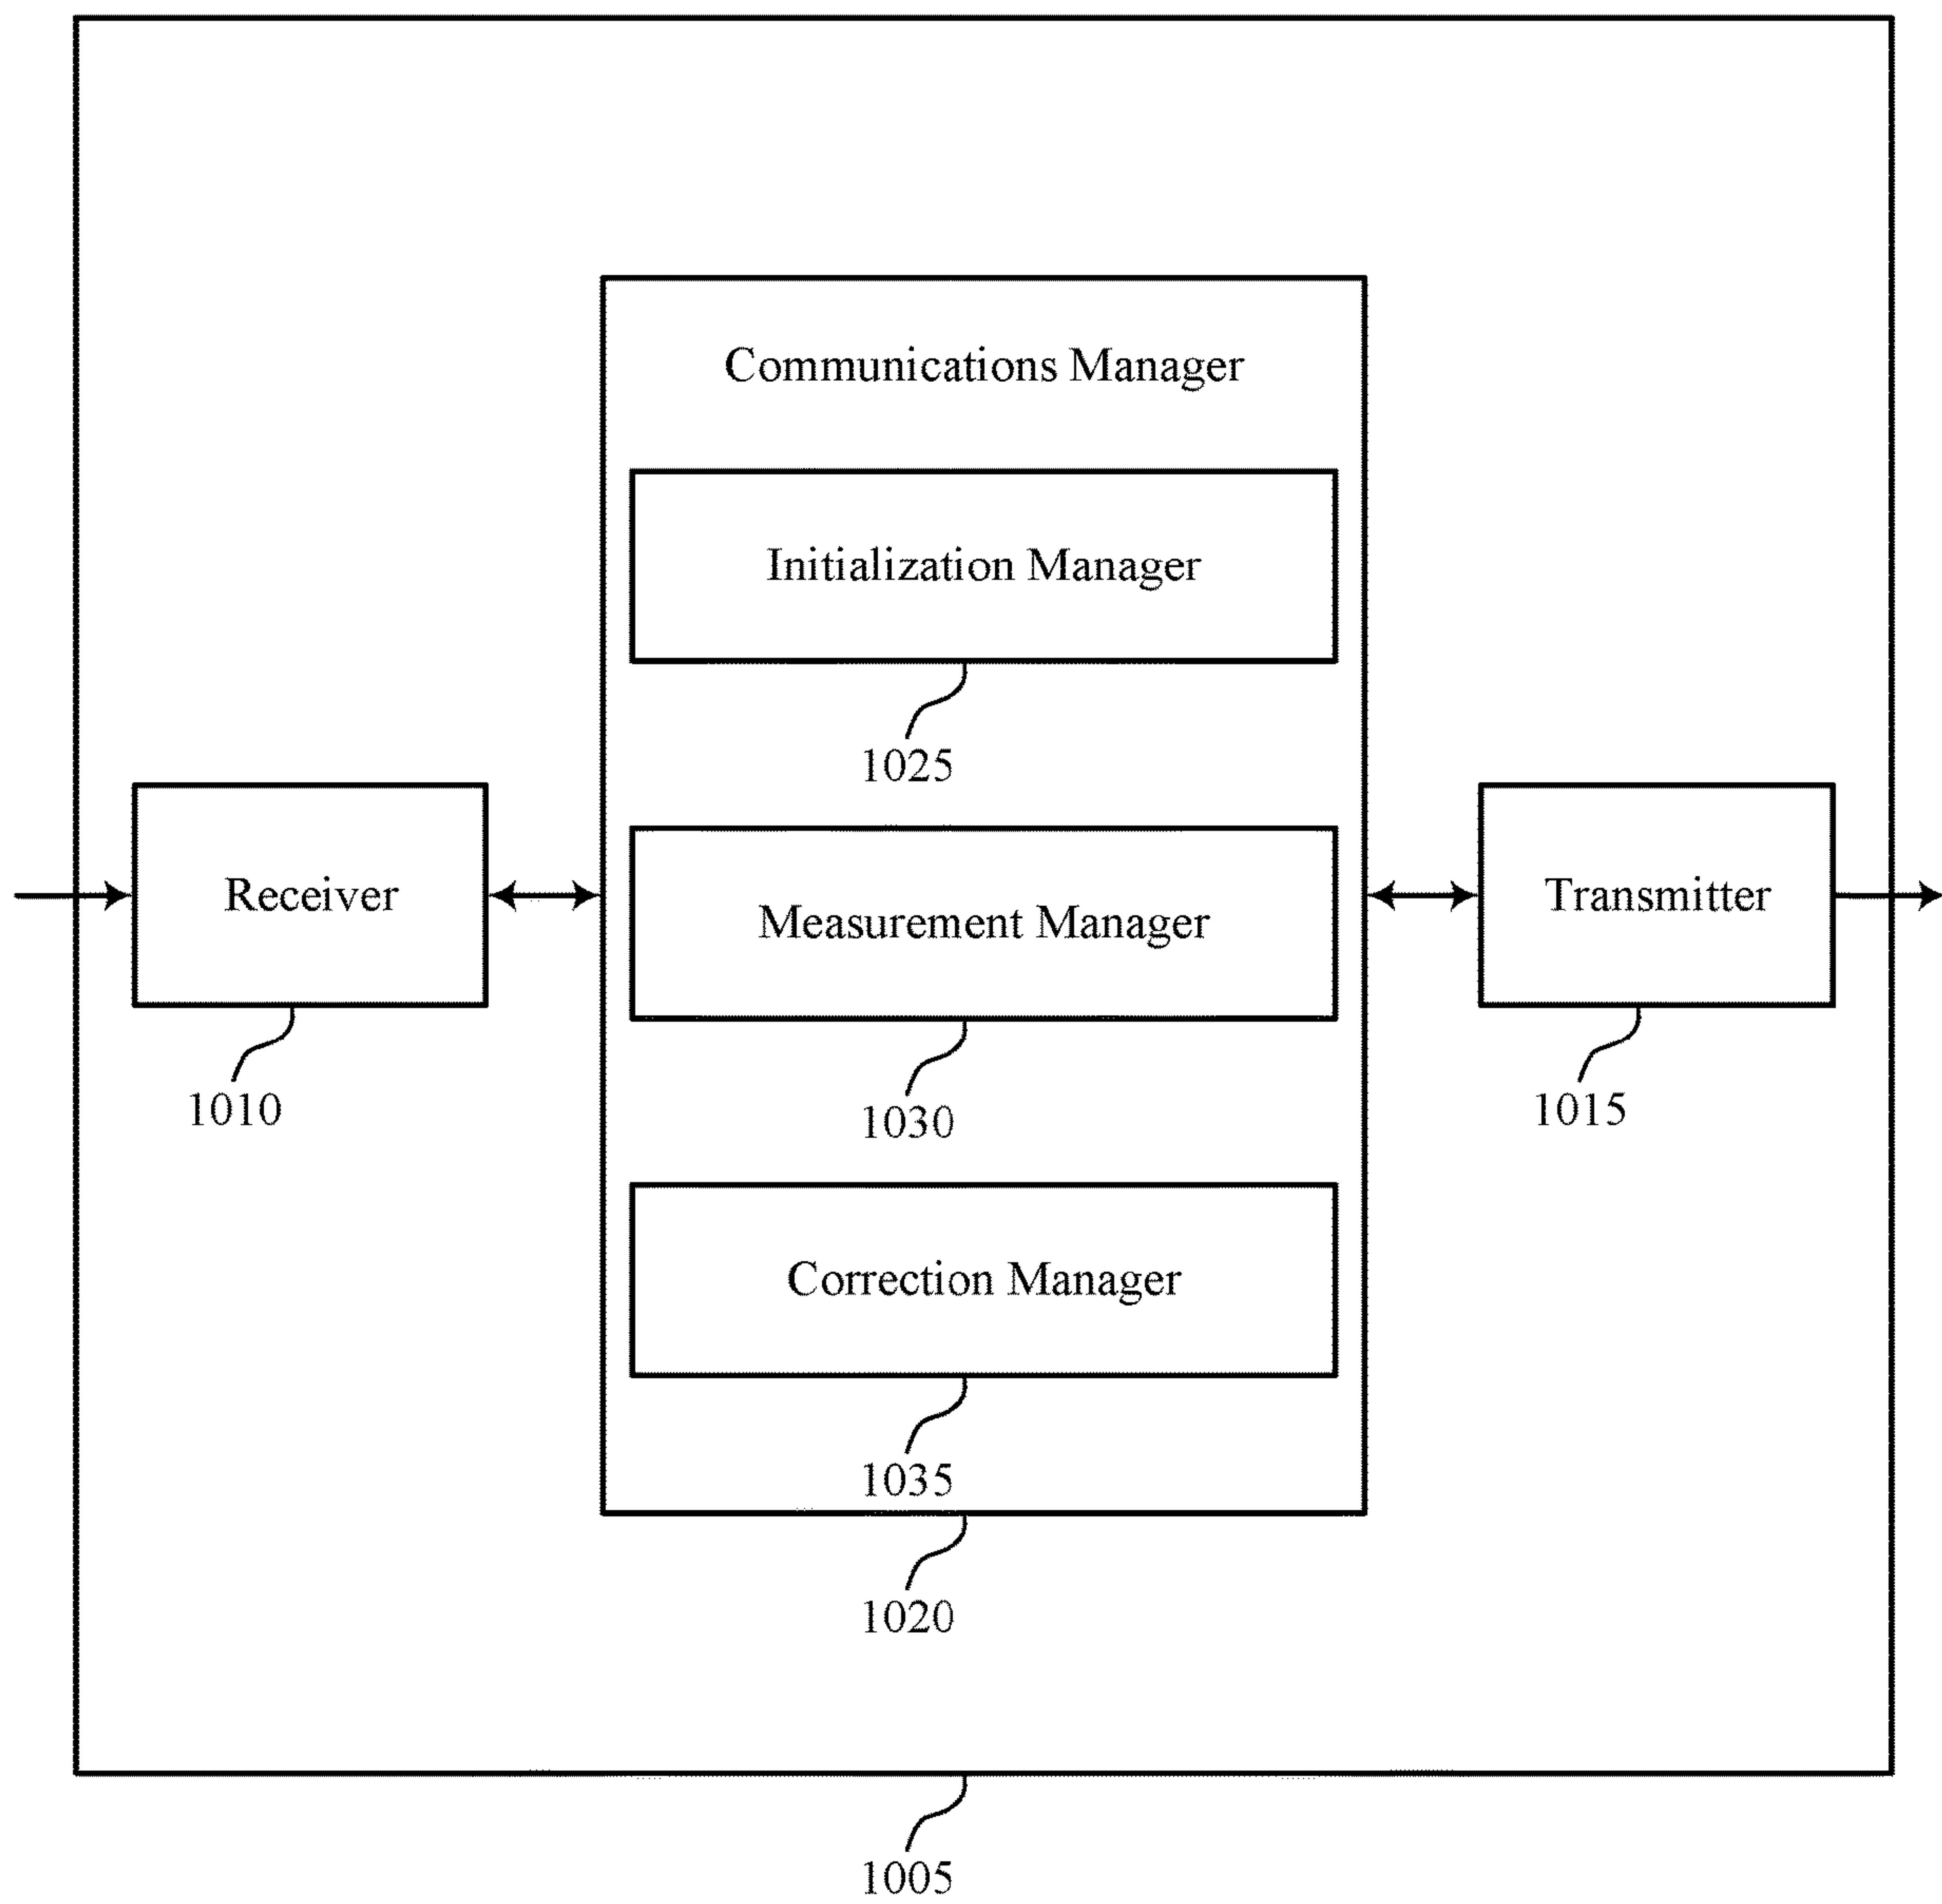 Communications Manager
Initialization Manager
1025
Receiver
1010
Measurement Manager
1030
Transmitter
1015
Correction Manager
1035
1020
1005